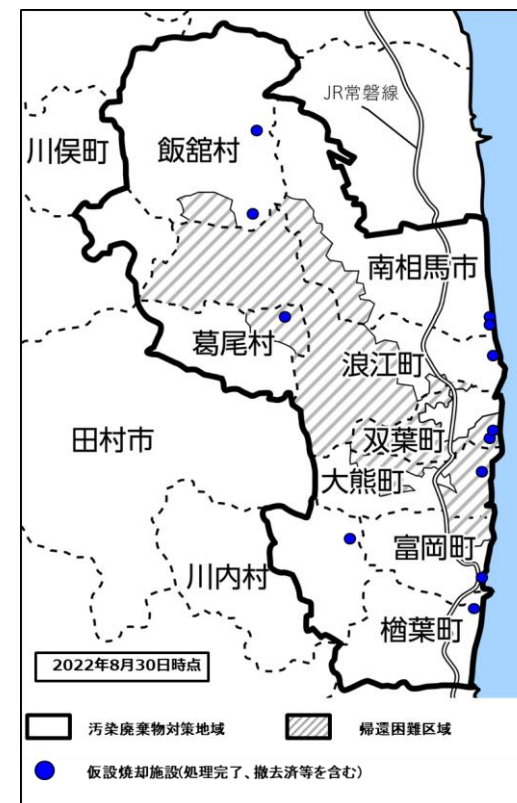 JR常磐線
川俣町
飯舘村
南相馬市
葛尾村
浪江町
田村市
双葉町
大熊町
川内村
富岡町
楢葉町
2022年8月30日時点
汚染廃棄物対策地域
帰還困難区域
仮設焼却施設(処理完了、撤去済等を含む)